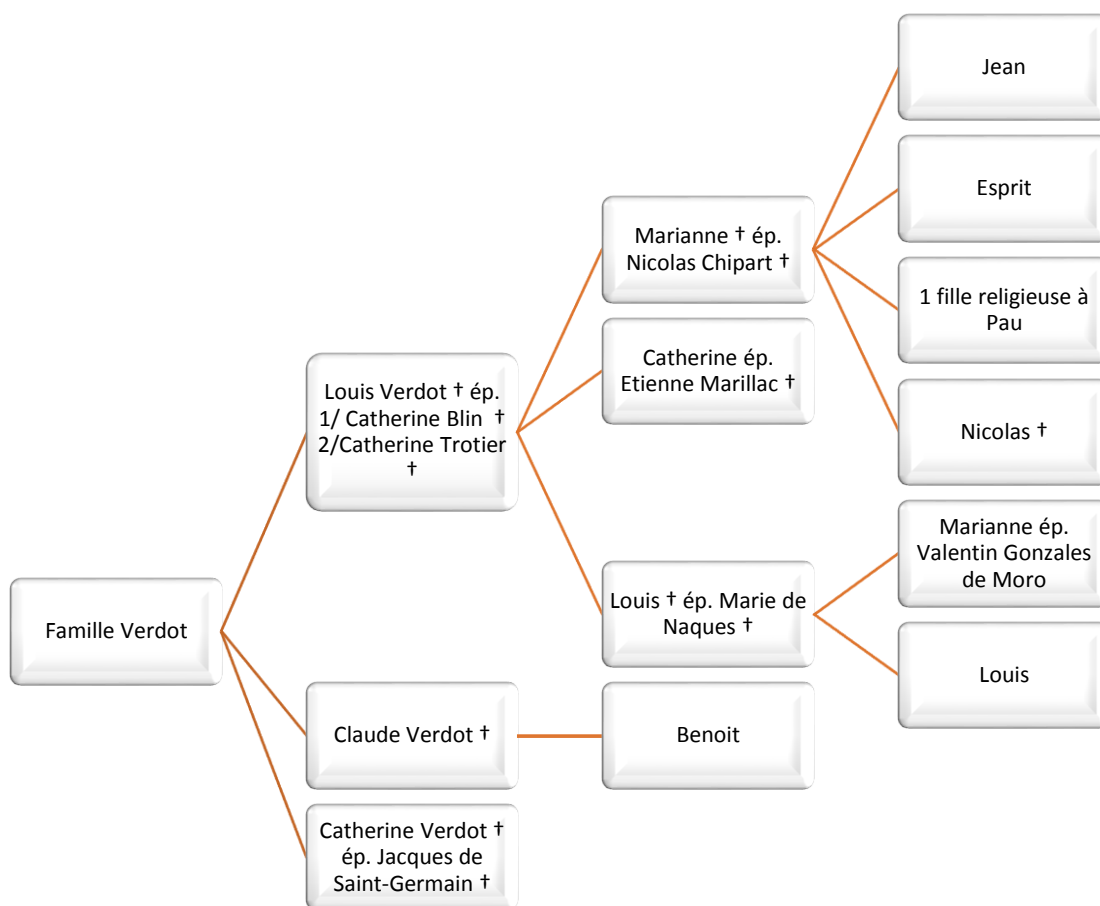 Famille Verdot
Louis Verdot † ép.
1/ Catherine Blin †
2/Catherine Trotier
†
Claude Verdot †
Catherine Verdot †
ép. Jacques de
Saint-Germain †
Marianne † ép.
Nicolas Chipart †
Catherine ép.
Etienne Marillac †
Louis † ép. Marie de
Naques †
Benoit
Jean
Esprit
1 fille religieuse à
Pau
Nicolas †
Marianne ép.
Valentin Gonzales
de Moro
Louis